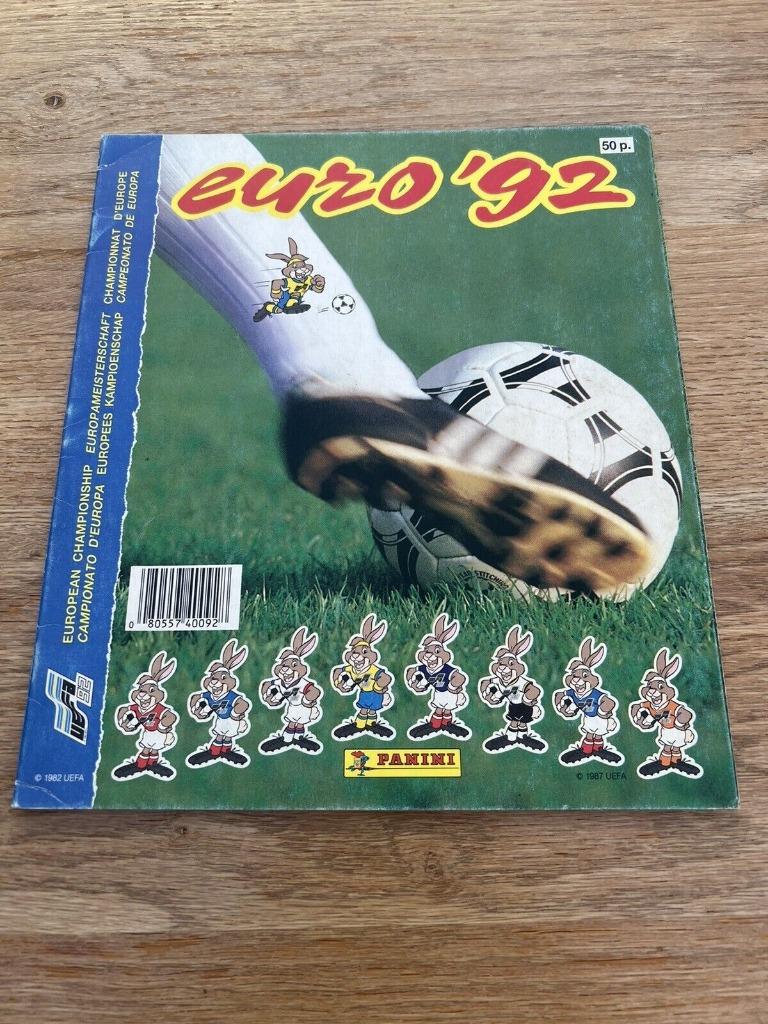 50 p.
euro '92
EUROPEAN CHAMPIONSHIP EUROPAMEISTERSCHAFT CHAMPIONNAT D'EUROPE
CAMPIONATO D'EUROPA EUROPEES KAMPIOENSCHAP CAMPEONATO DE EUROPA
0 80557 40092
92
PANINI
© 1982 UEFA
© 1987 UEFA